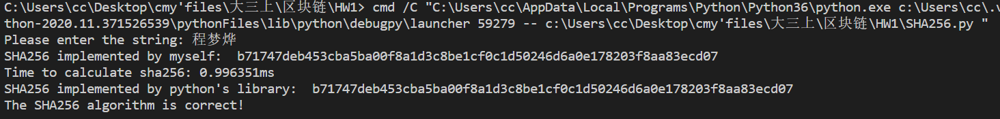 C:\Users\cc\Desktop\cmy'files\大三上\区块链\HW1> cmd /C "C:\Users\cc\AppData\Local\Programs\Python\Python36\python.exe c:\Users\cc\.v
thon-2020.11.371526539\pythonFiles\lib\python\debugpy\launcher 59279 -- c:\Users\cc\Desktop\cmy'files\大三上\区块链\HW1\SHA256.py "
Please enter the string: 程梦烨
SHA256 implemented by myself:  b71747deb453cba5ba00f8a1d3c8be1cf0c1d50246d6a0e178203f8aa83ecd07
Time to calculate sha256: 0.996351ms
SHA256 implemented by python's library:  b71747deb453cba5ba00f8a1d3c8be1cf0c1d50246d6a0e178203f8aa83ecd07
The SHA256 algorithm is correct!